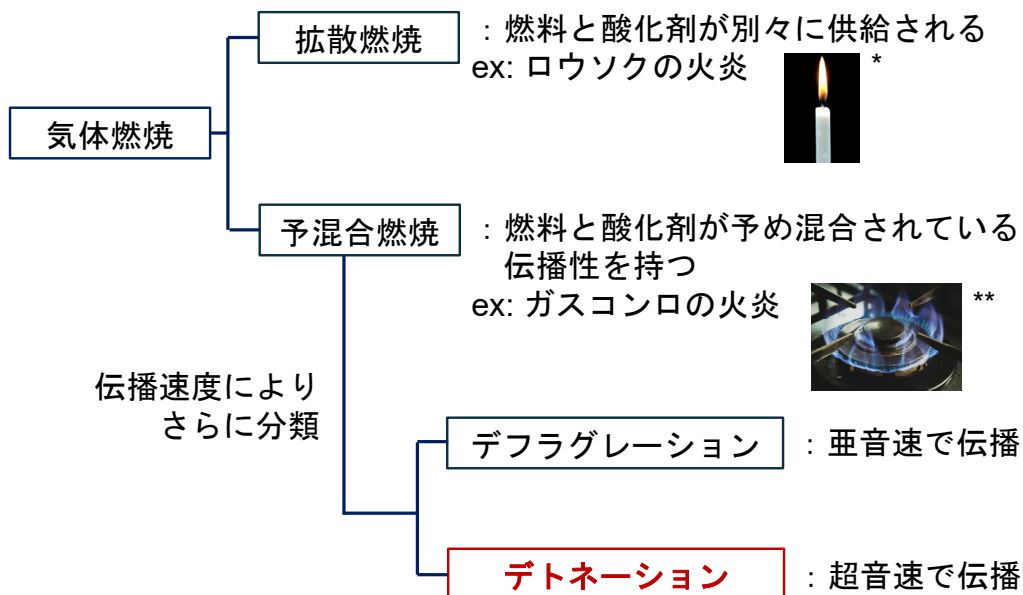 拡散燃焼
：燃料と酸化剤が別々に供給される
ex: ロウソクの火炎
*
気体燃焼
予混合燃焼
：燃料と酸化剤が予め混合されている
伝播性を持つ
ex: ガスコンロの火炎
**
伝播速度により
さらに分類
デフラグレーション
：亜音速で伝播
デトネーション
：超音速で伝播